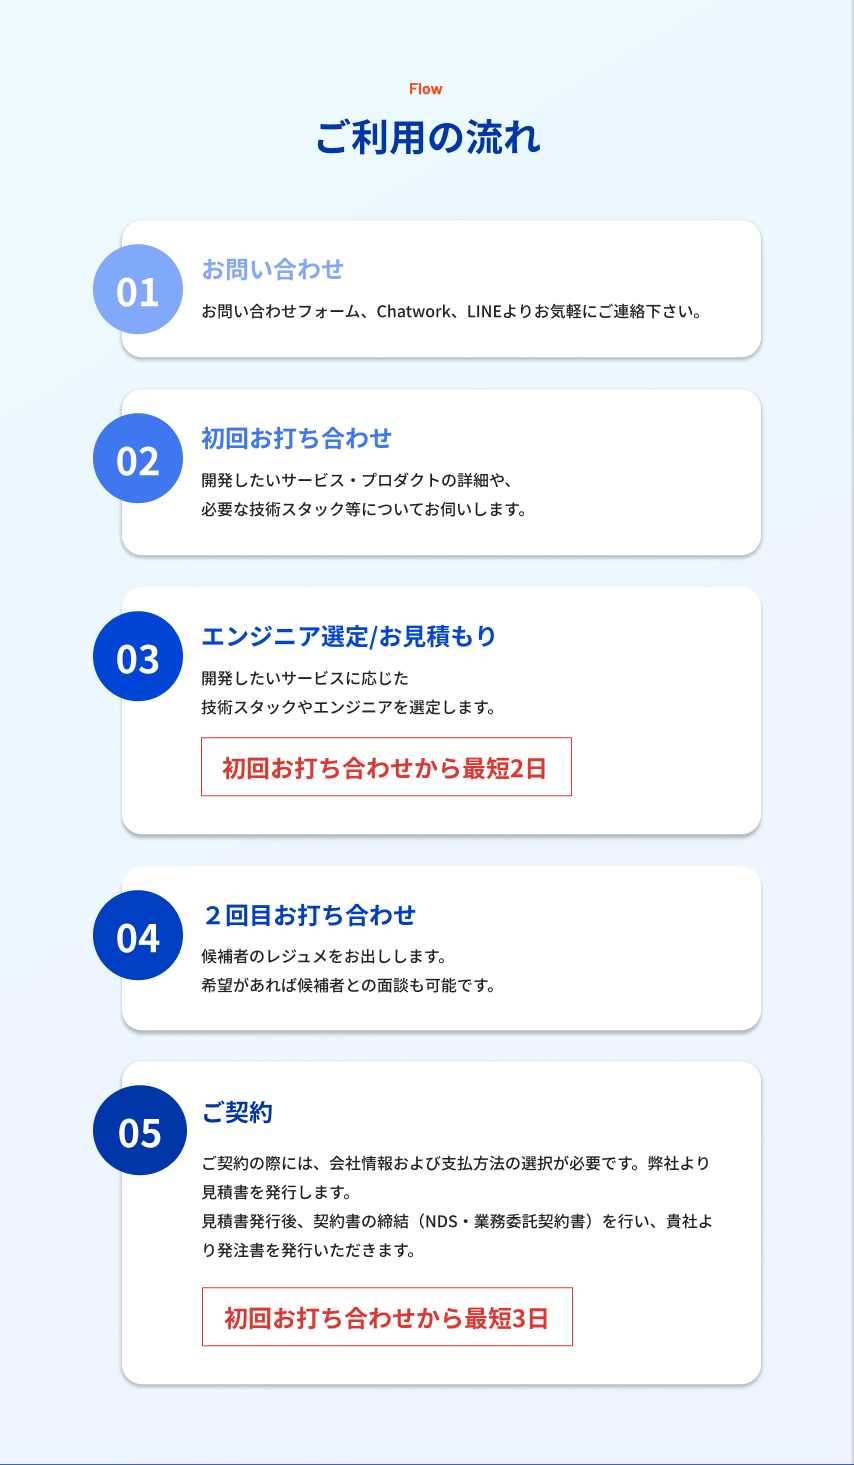 Flow
ご利用の流れ
01
お問い合わせ
お問い合わせフォーム、Chatwork、LINEよりお気軽にご連絡下さい。
02
初回お打ち合わせ
開発したいサービス・プロダクトの詳細や、
必要な技術スタック等についてお伺いします。
03
エンジニア選定/お見積もり
開発したいサービスに応じた
技術スタックやエンジニアを選定します。
初回お打ち合わせから最短2日
04
２回目お打ち合わせ
候補者のレジュメをお出しします。
希望があれば候補者との面談も可能です。
05
ご契約
ご契約の際には、会社情報および支払方法の選択が必要です。弊社より
見積書を発行します。
見積書発行後、契約書の締結（NDS・業務委託契約書）を行い、貴社よ
り発注書を発行いただきます。
初回お打ち合わせから最短3日